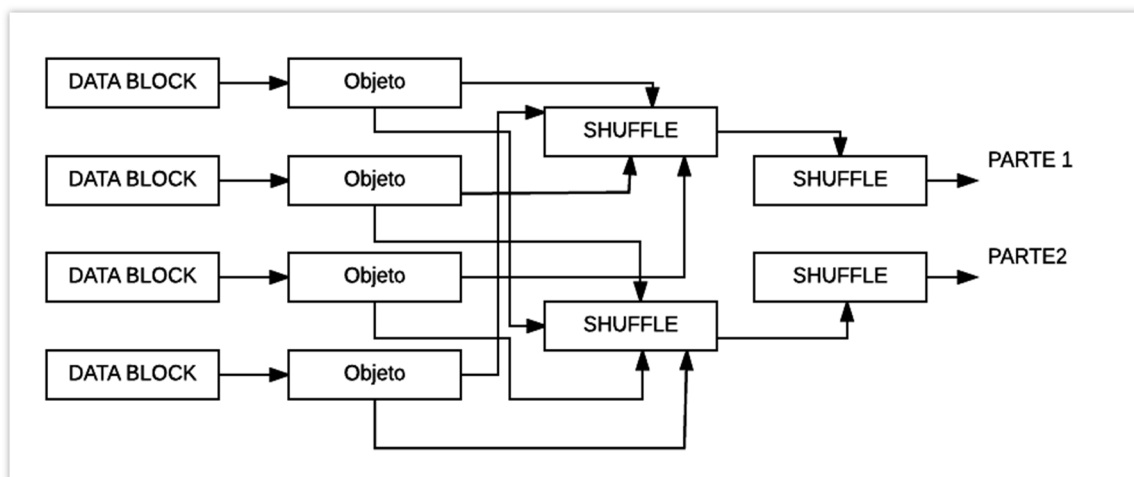 DATA BLOCK
Objeto
SHUFFLE
DATA BLOCK
Objeto
SHUFFLE
PARTE 1
DATA BLOCK
Objeto
SHUFFLE
PARTE2
SHUFFLE
DATA BLOCK
Objeto